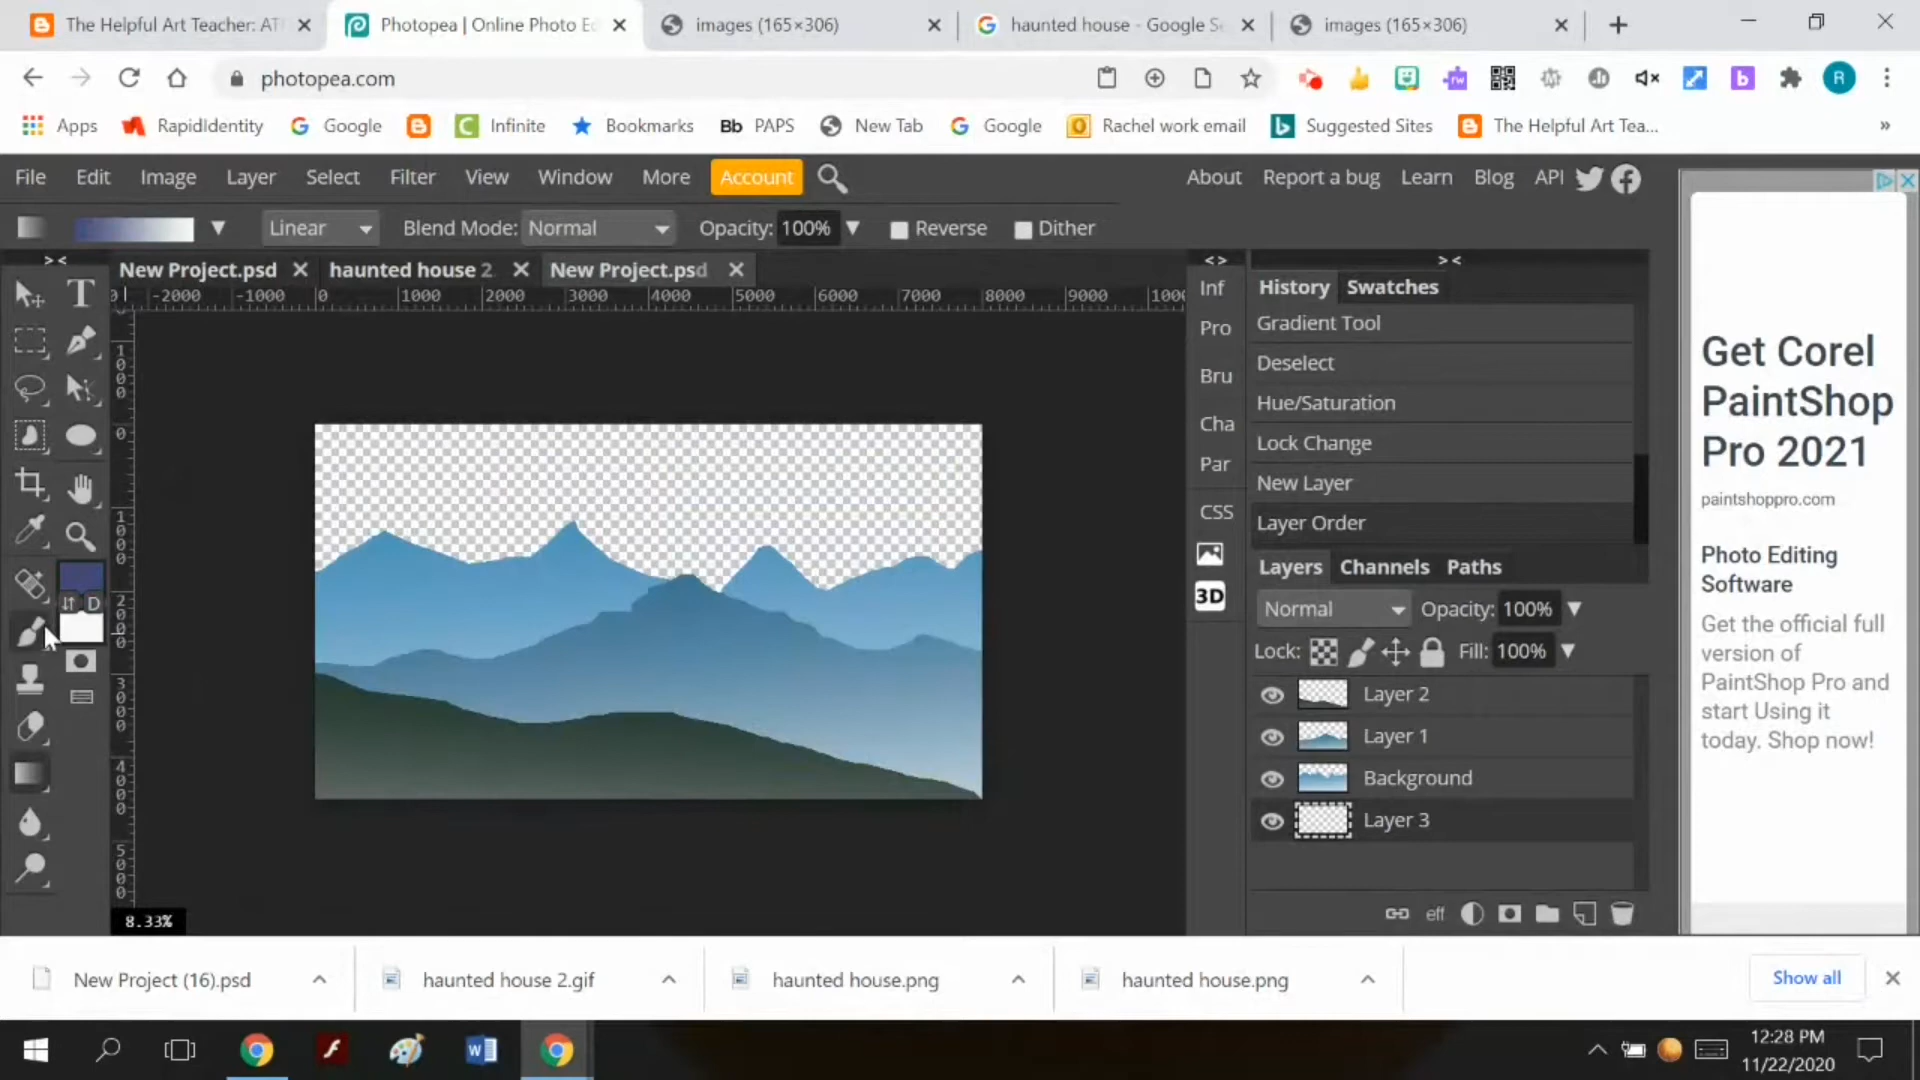 The Helpful Art Teacher: AT
Photopea | Online Photo Ed
images (165×306)
haunted house - Google Se
images (165×306)
photopea.com
R
Apps
RapidIdentity
Google
Infinite
Bookmarks
Bb PAPS
New Tab
Google
Rachel work email
Suggested Sites
The Helpful Art Tea...
»
File Edit Image Layer Select Filter View Window More Account
About Report a bug Learn Blog API
Linear Blend Mode: Normal Opacity: 100% Reverse Dither
New Project.psd haunted house 2 New Project.psd
-2000 -1000 0 1000 2000 3000 4000 5000 6000 7000 8000 9000 1000
Inf
Pro
Bru
Cha
Par
CSS
3D
History Swatches
Gradient Tool
Deselect
Hue/Saturation
Lock Change
New Layer
Layer Order
Layers Channels Paths
Normal Opacity: 100%
Lock: Fill: 100%
Layer 2
Layer 1
Background
Layer 3
eff
D
8.33%
Get Corel
PaintShop
Pro 2021
paintshoppro.com
Photo Editing
Software
Get the official full
version of
PaintShop Pro and
start Using it
today. Shop now!
New Project (16).psd
haunted house 2.gif
haunted house.png
haunted house.png
Show all
12:28 PM
11/22/2020